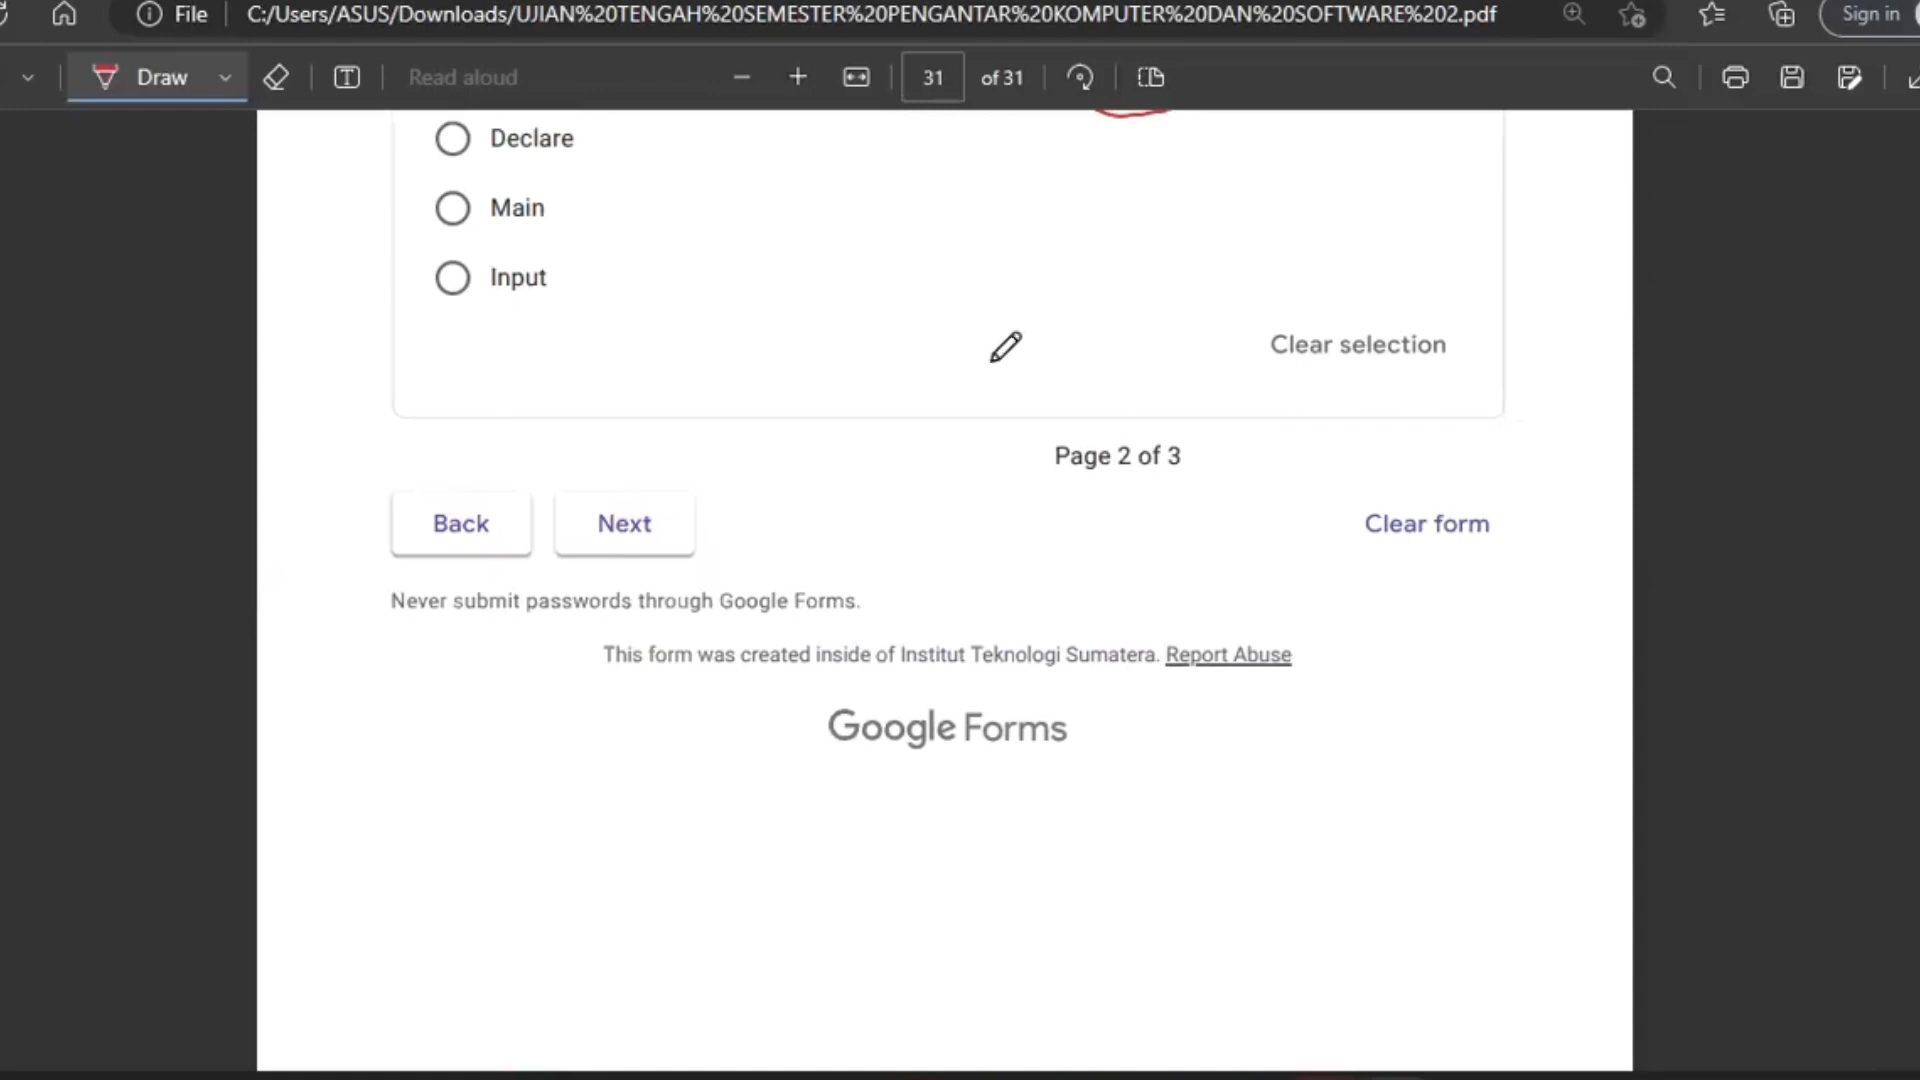 File
C:/Users/ASUS/Downloads/UJIAN%20TENGAH%20SEMESTER%20PENGANTAR%20KOMPUTER%20DAN%20SOFTWARE%202.pdf
Sign in
Draw
Read aloud
31
of 31
Declare
Main
Input
Clear selection
Page 2 of 3
Back
Next
Clear form
Never submit passwords through Google Forms.
This form was created inside of Institut Teknologi Sumatera. Report Abuse
Google Forms